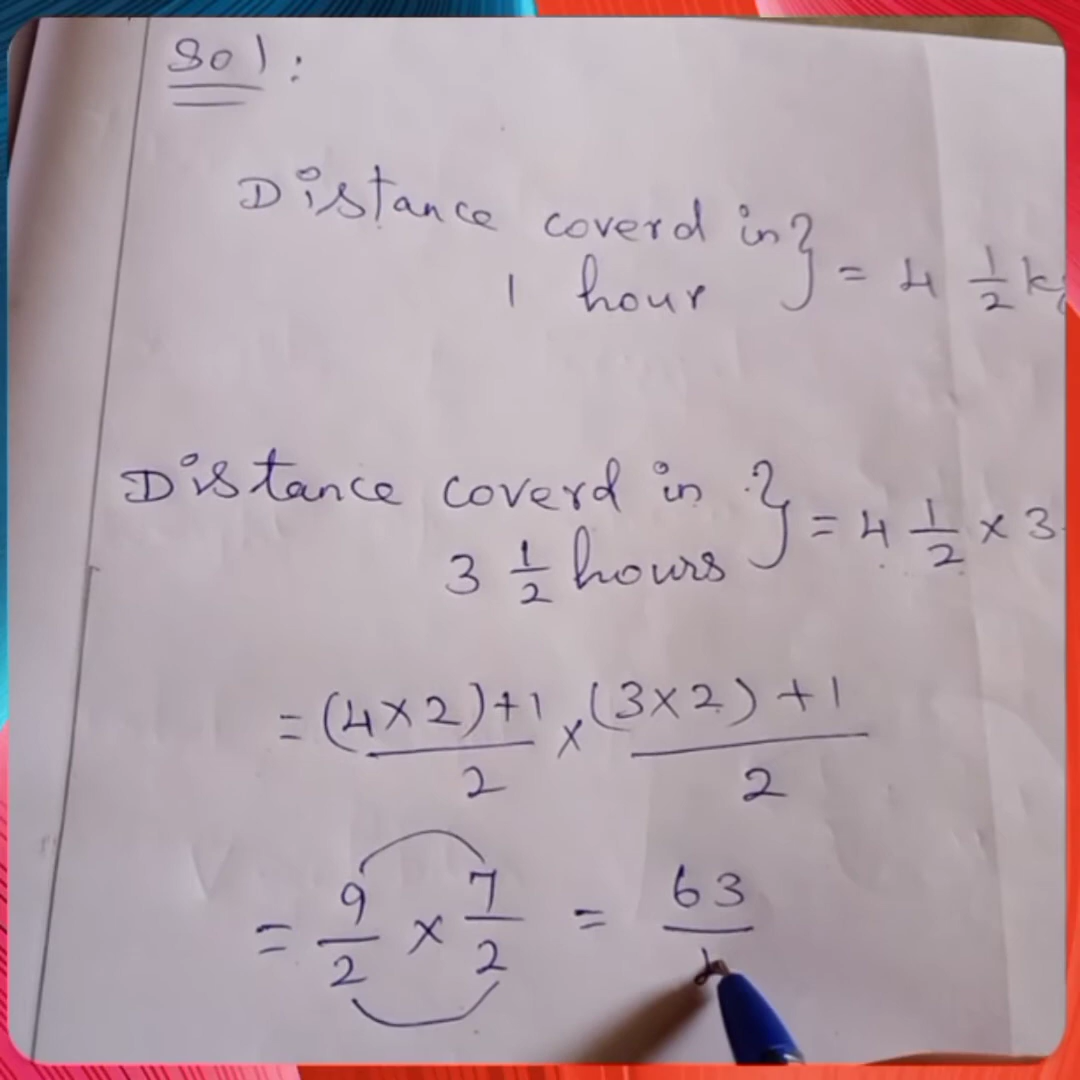 Sol:
Distance coverd in } = 4 1/2 k
1 hour
Distance coverd in } = 4 1/2 × 3
3 1/2 hours
= (4×2)+1/2 × (3×2)+1/2
= 9/2 × 7/2 = 63/